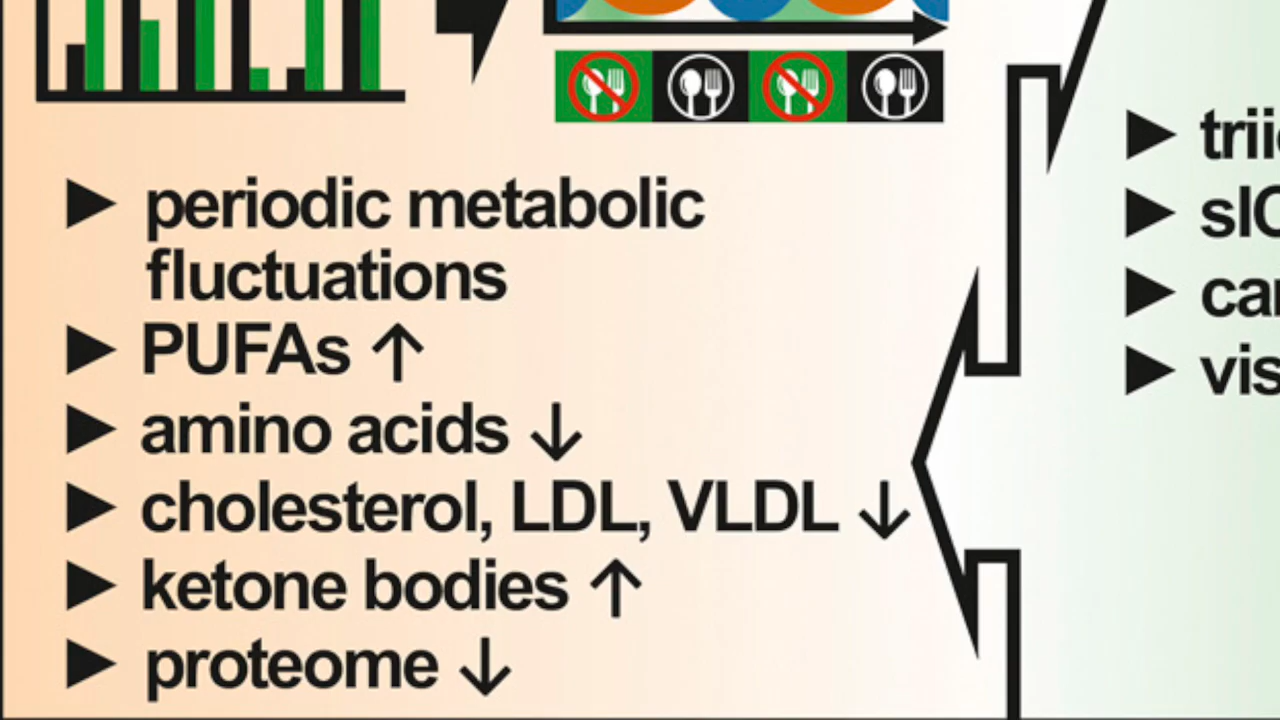 periodic metabolic
fluctuations
PUFAs ↑
amino acids ↓
cholesterol, LDL, VLDL ↓
ketone bodies ↑
proteome ↓